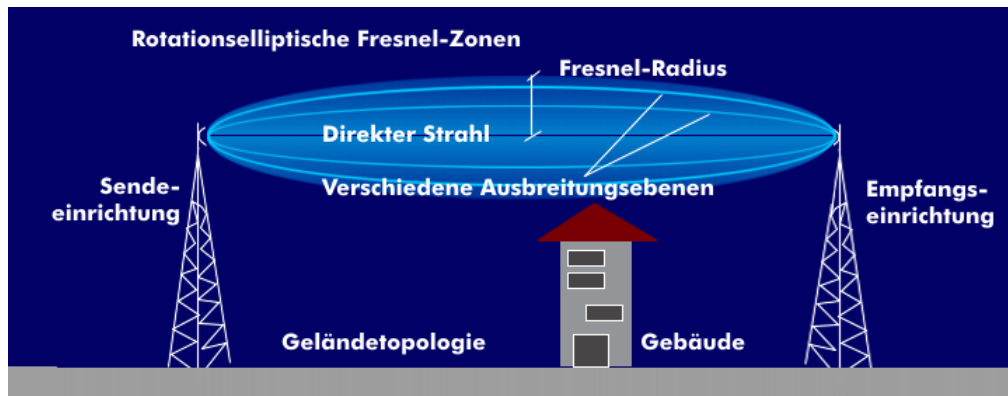 Rotationselliptische Fresnel-Zonen
Fresnel-Radius
Direkter Strahl
Verschiedene Ausbreitungsebenen
Sende-
einrichtung
Empfangs-
einrichtung
Geländetopologie
Gebäude